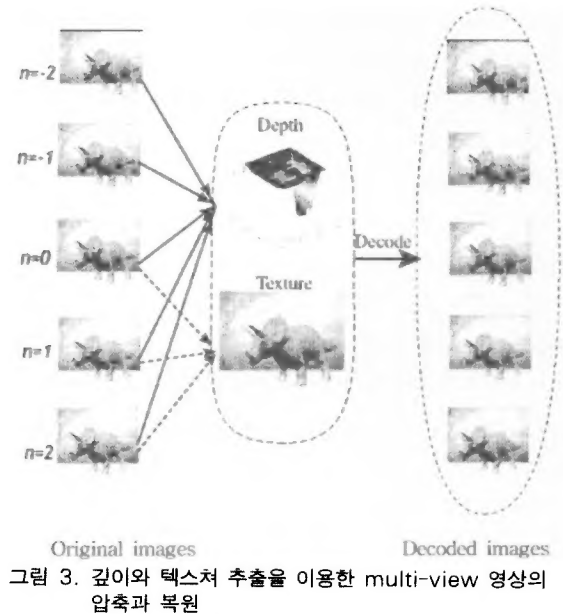 n=-2
n=-1
n=0
n=1
n=2
Depth
Texture
Decode
Original images
Decoded images
그림 3. 깊이와 텍스쳐 추출을 이용한 multi-view 영상의
압축과 복원